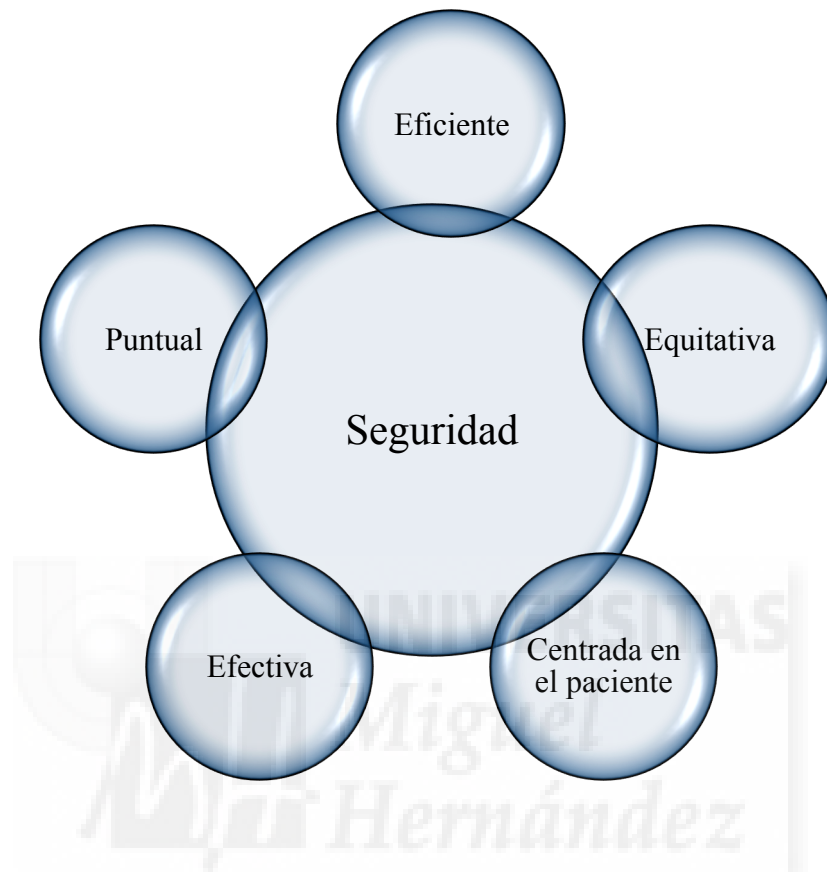 Eficiente
Puntual
Equitativa
Seguridad
Efectiva
Centrada en
el paciente
UNIVERSITAS
Miguel
Hernández